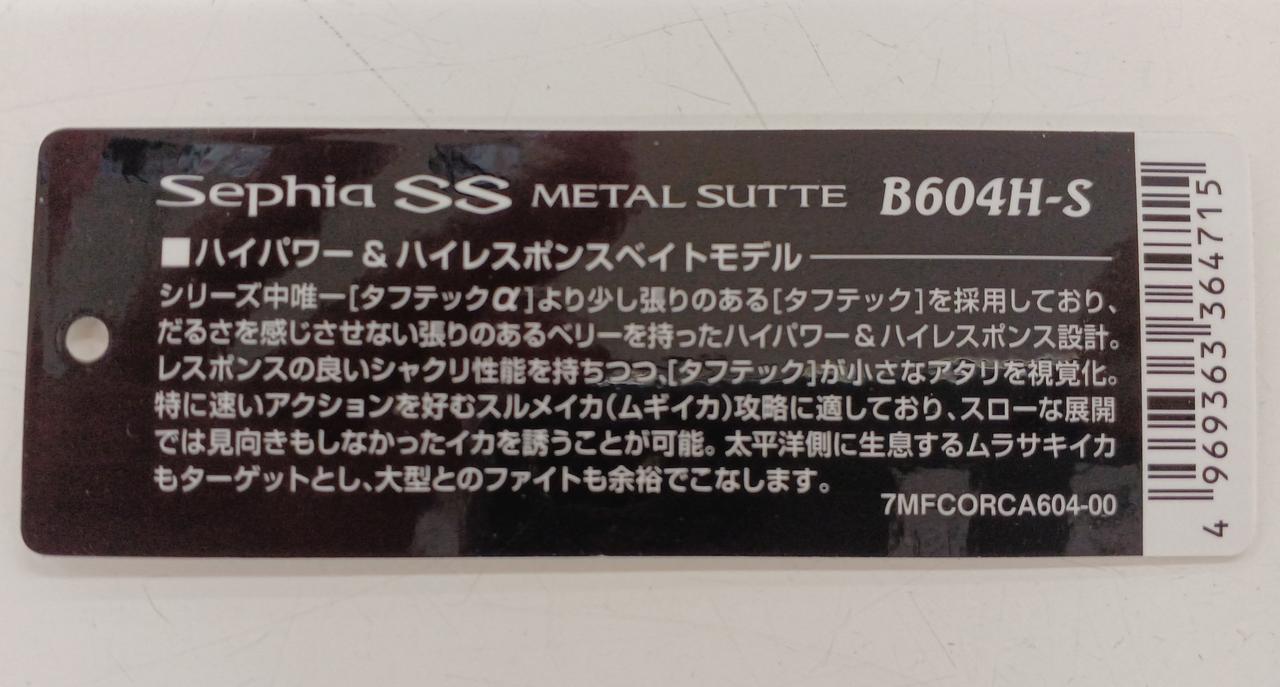 Sephia SS METAL SUTTE B604H-S
■ハイパワー & ハイレスポンスベイトモデル
シリーズ中唯一[タフテックα]より少し張りのある[タフテック]を採用しており、
だるさを感じさせない張りのあるベリーを持ったハイパワー&ハイレスポンス設計。
レスポンスの良いシャクリ性能を持ちつつ、[タフテック]が小さなアタリを視覚化。
特に速いアクションを好むスルメイカ(ムギイカ)攻略に適しており、スローな展開
では見向きもしなかったイカを誘うことが可能。太平洋側に生息するムラサキイカ
もターゲットとし、大型とのファイトも余裕でこなします。
7MFCORCA604-00
4 969363 364715